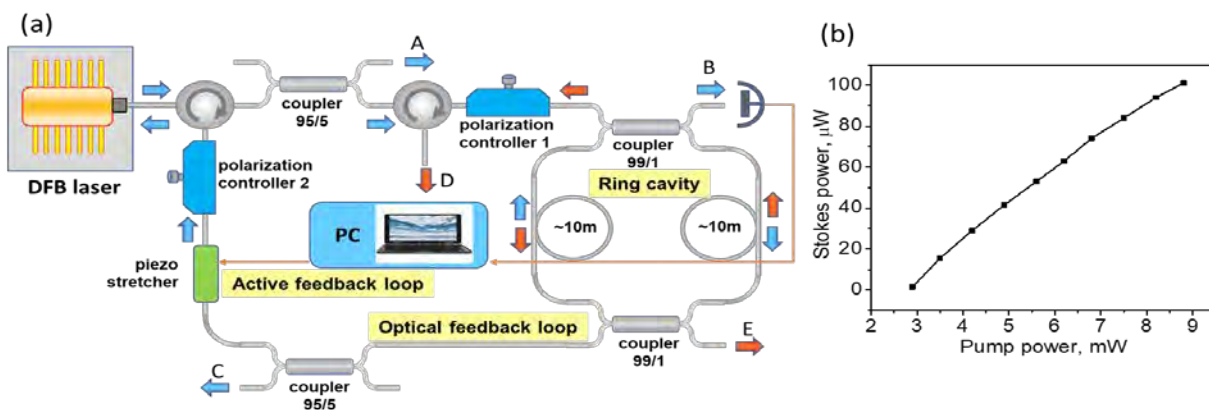 (a)
A
coupler
95/5
B
polarization
controller 1
coupler
99/1
DFB laser
polarization
controller 2
D
Ring cavity
PC
~10m
~10m
piezo
stretcher
Active feedback loop
Optical feedback loop
coupler
99/1
E
C
coupler
95/5
(b)
Stokes power, μW
100
80
60
40
20
0
2 3 4 5 6 7 8 9
Pump power, mW